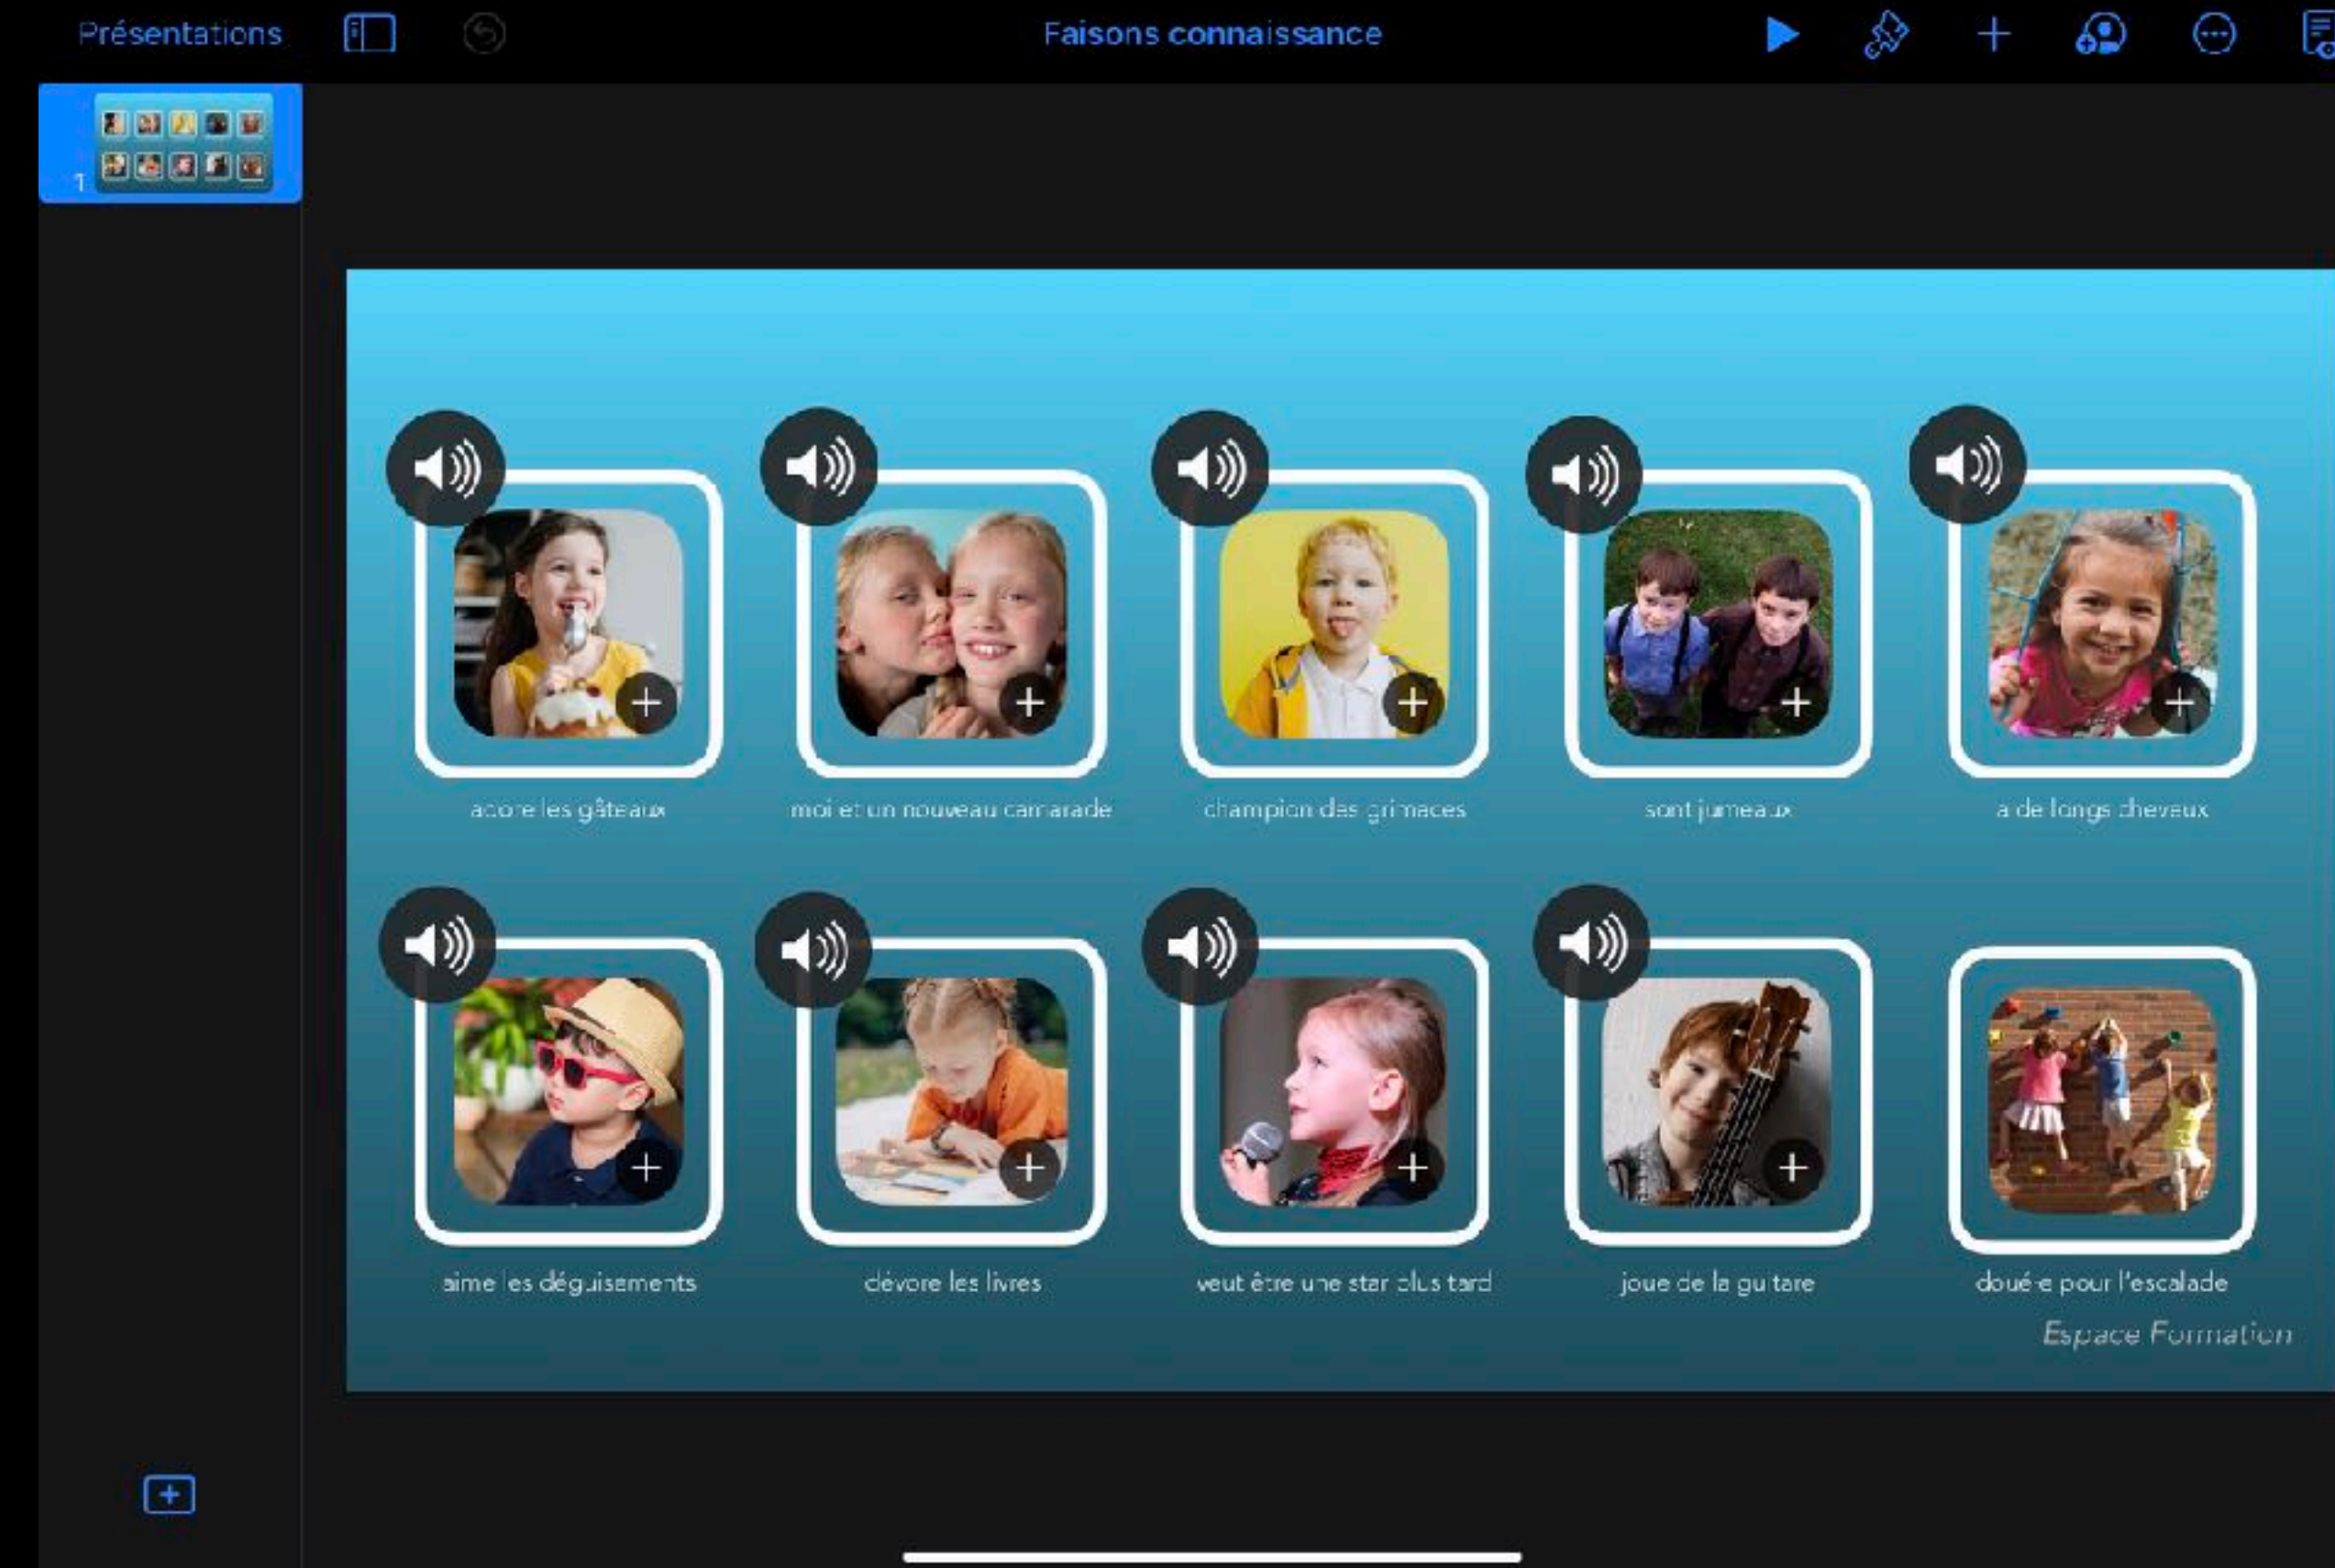 Présentations
Faisons connaissance
1
adore les gâteaux
moi et un nouveau camarade
champion des grimaces
sont jumeaux
a de longs cheveux
aime les déguisements
dévore les livres
veut être une star plus tard
joue de la guitare
doué·e pour l'escalade
Espace Formation